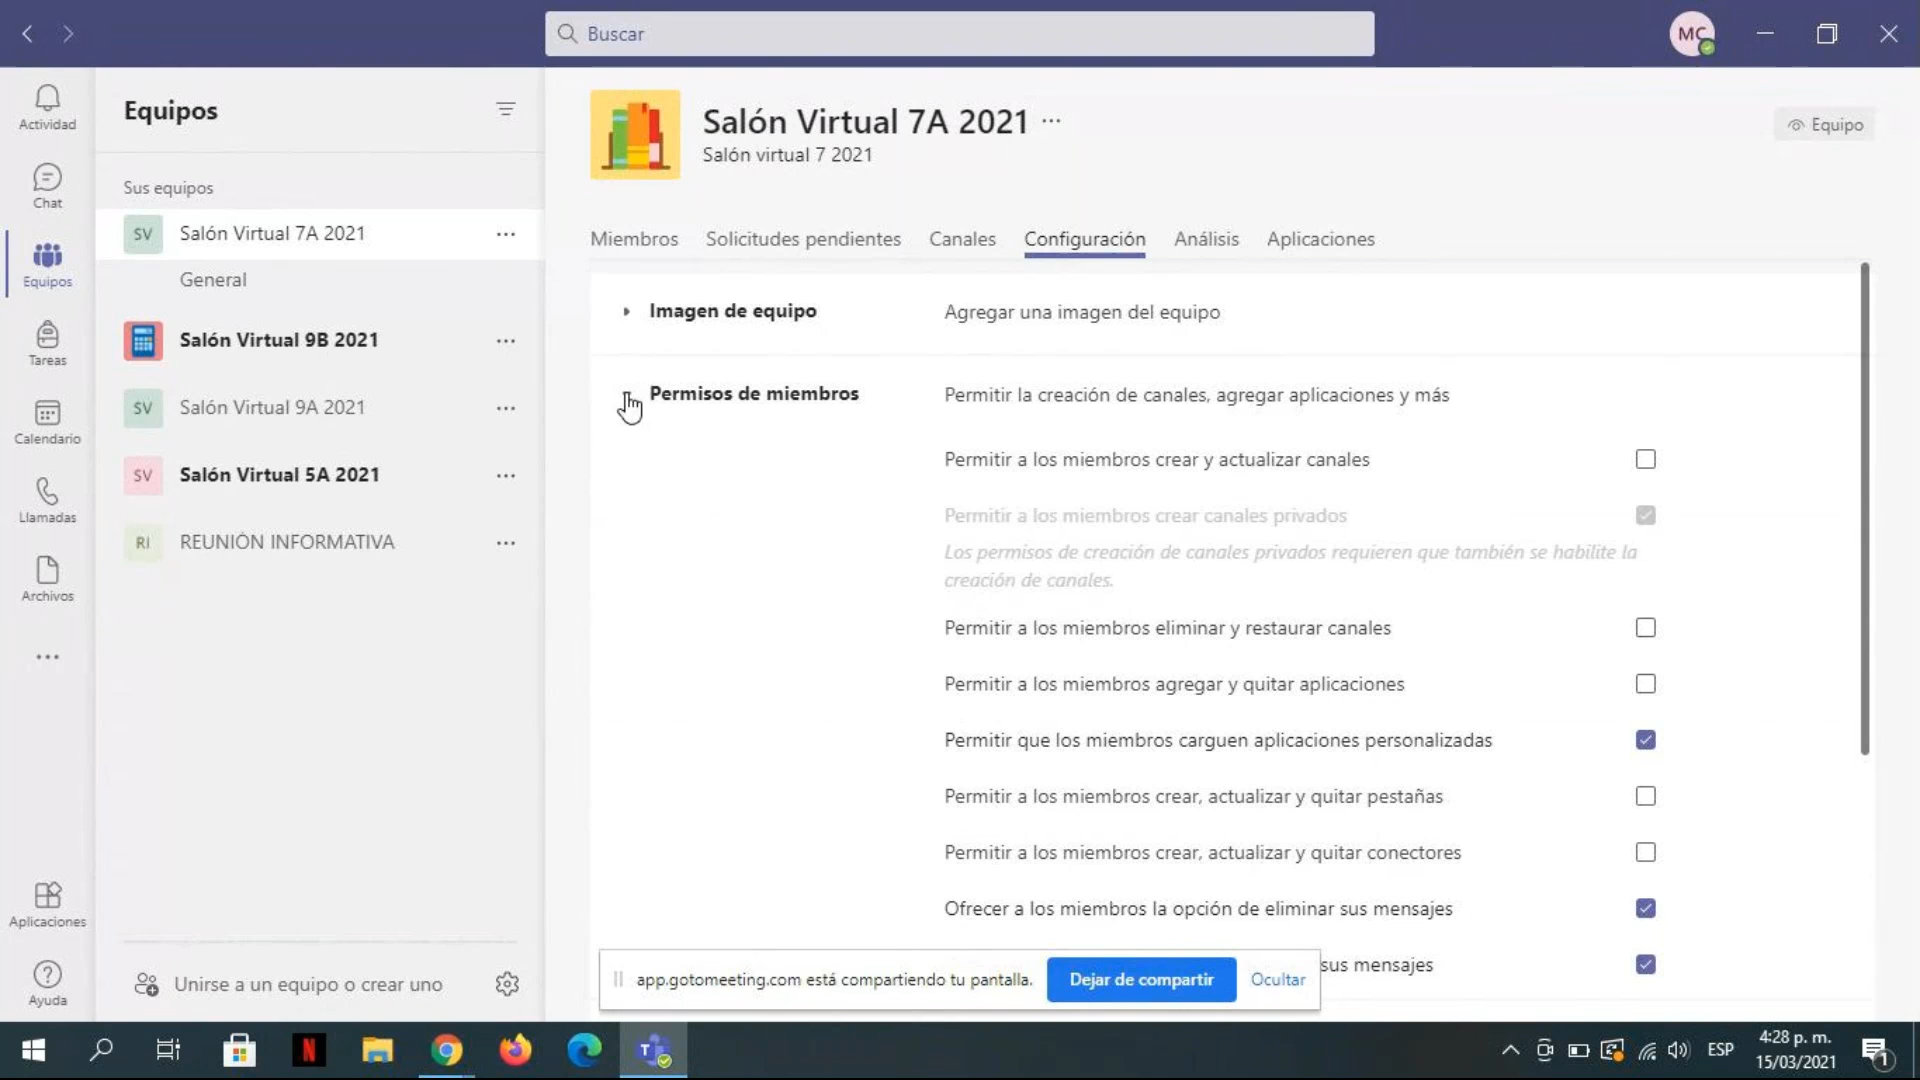 Buscar
MC
Actividad
Chat
Equipos
Tareas
Calendario
Llamadas
Archivos
Aplicaciones
Ayuda
Equipos
Sus equipos
SV Salón Virtual 7A 2021
General
Salón Virtual 9B 2021
SV Salón Virtual 9A 2021
SV Salón Virtual 5A 2021
RI REUNIÓN INFORMATIVA
Unirse a un equipo o crear uno
Salón Virtual 7A 2021
Salón virtual 7 2021
Equipo
Miembros Solicitudes pendientes Canales Configuración Análisis Aplicaciones
Imagen de equipo Agregar una imagen del equipo
Permisos de miembros Permitir la creación de canales, agregar aplicaciones y más
Permitir a los miembros crear y actualizar canales
Permitir a los miembros crear canales privados
Los permisos de creación de canales privados requieren que también se habilite la
creación de canales.
Permitir a los miembros eliminar y restaurar canales
Permitir a los miembros agregar y quitar aplicaciones
Permitir que los miembros carguen aplicaciones personalizadas
Permitir a los miembros crear, actualizar y quitar pestañas
Permitir a los miembros crear, actualizar y quitar conectores
Ofrecer a los miembros la opción de eliminar sus mensajes
sus mensajes
app.gotomeeting.com está compartiendo tu pantalla. Dejar de compartir Ocultar
N
T
ESP
4:28 p. m.
15/03/2021
1